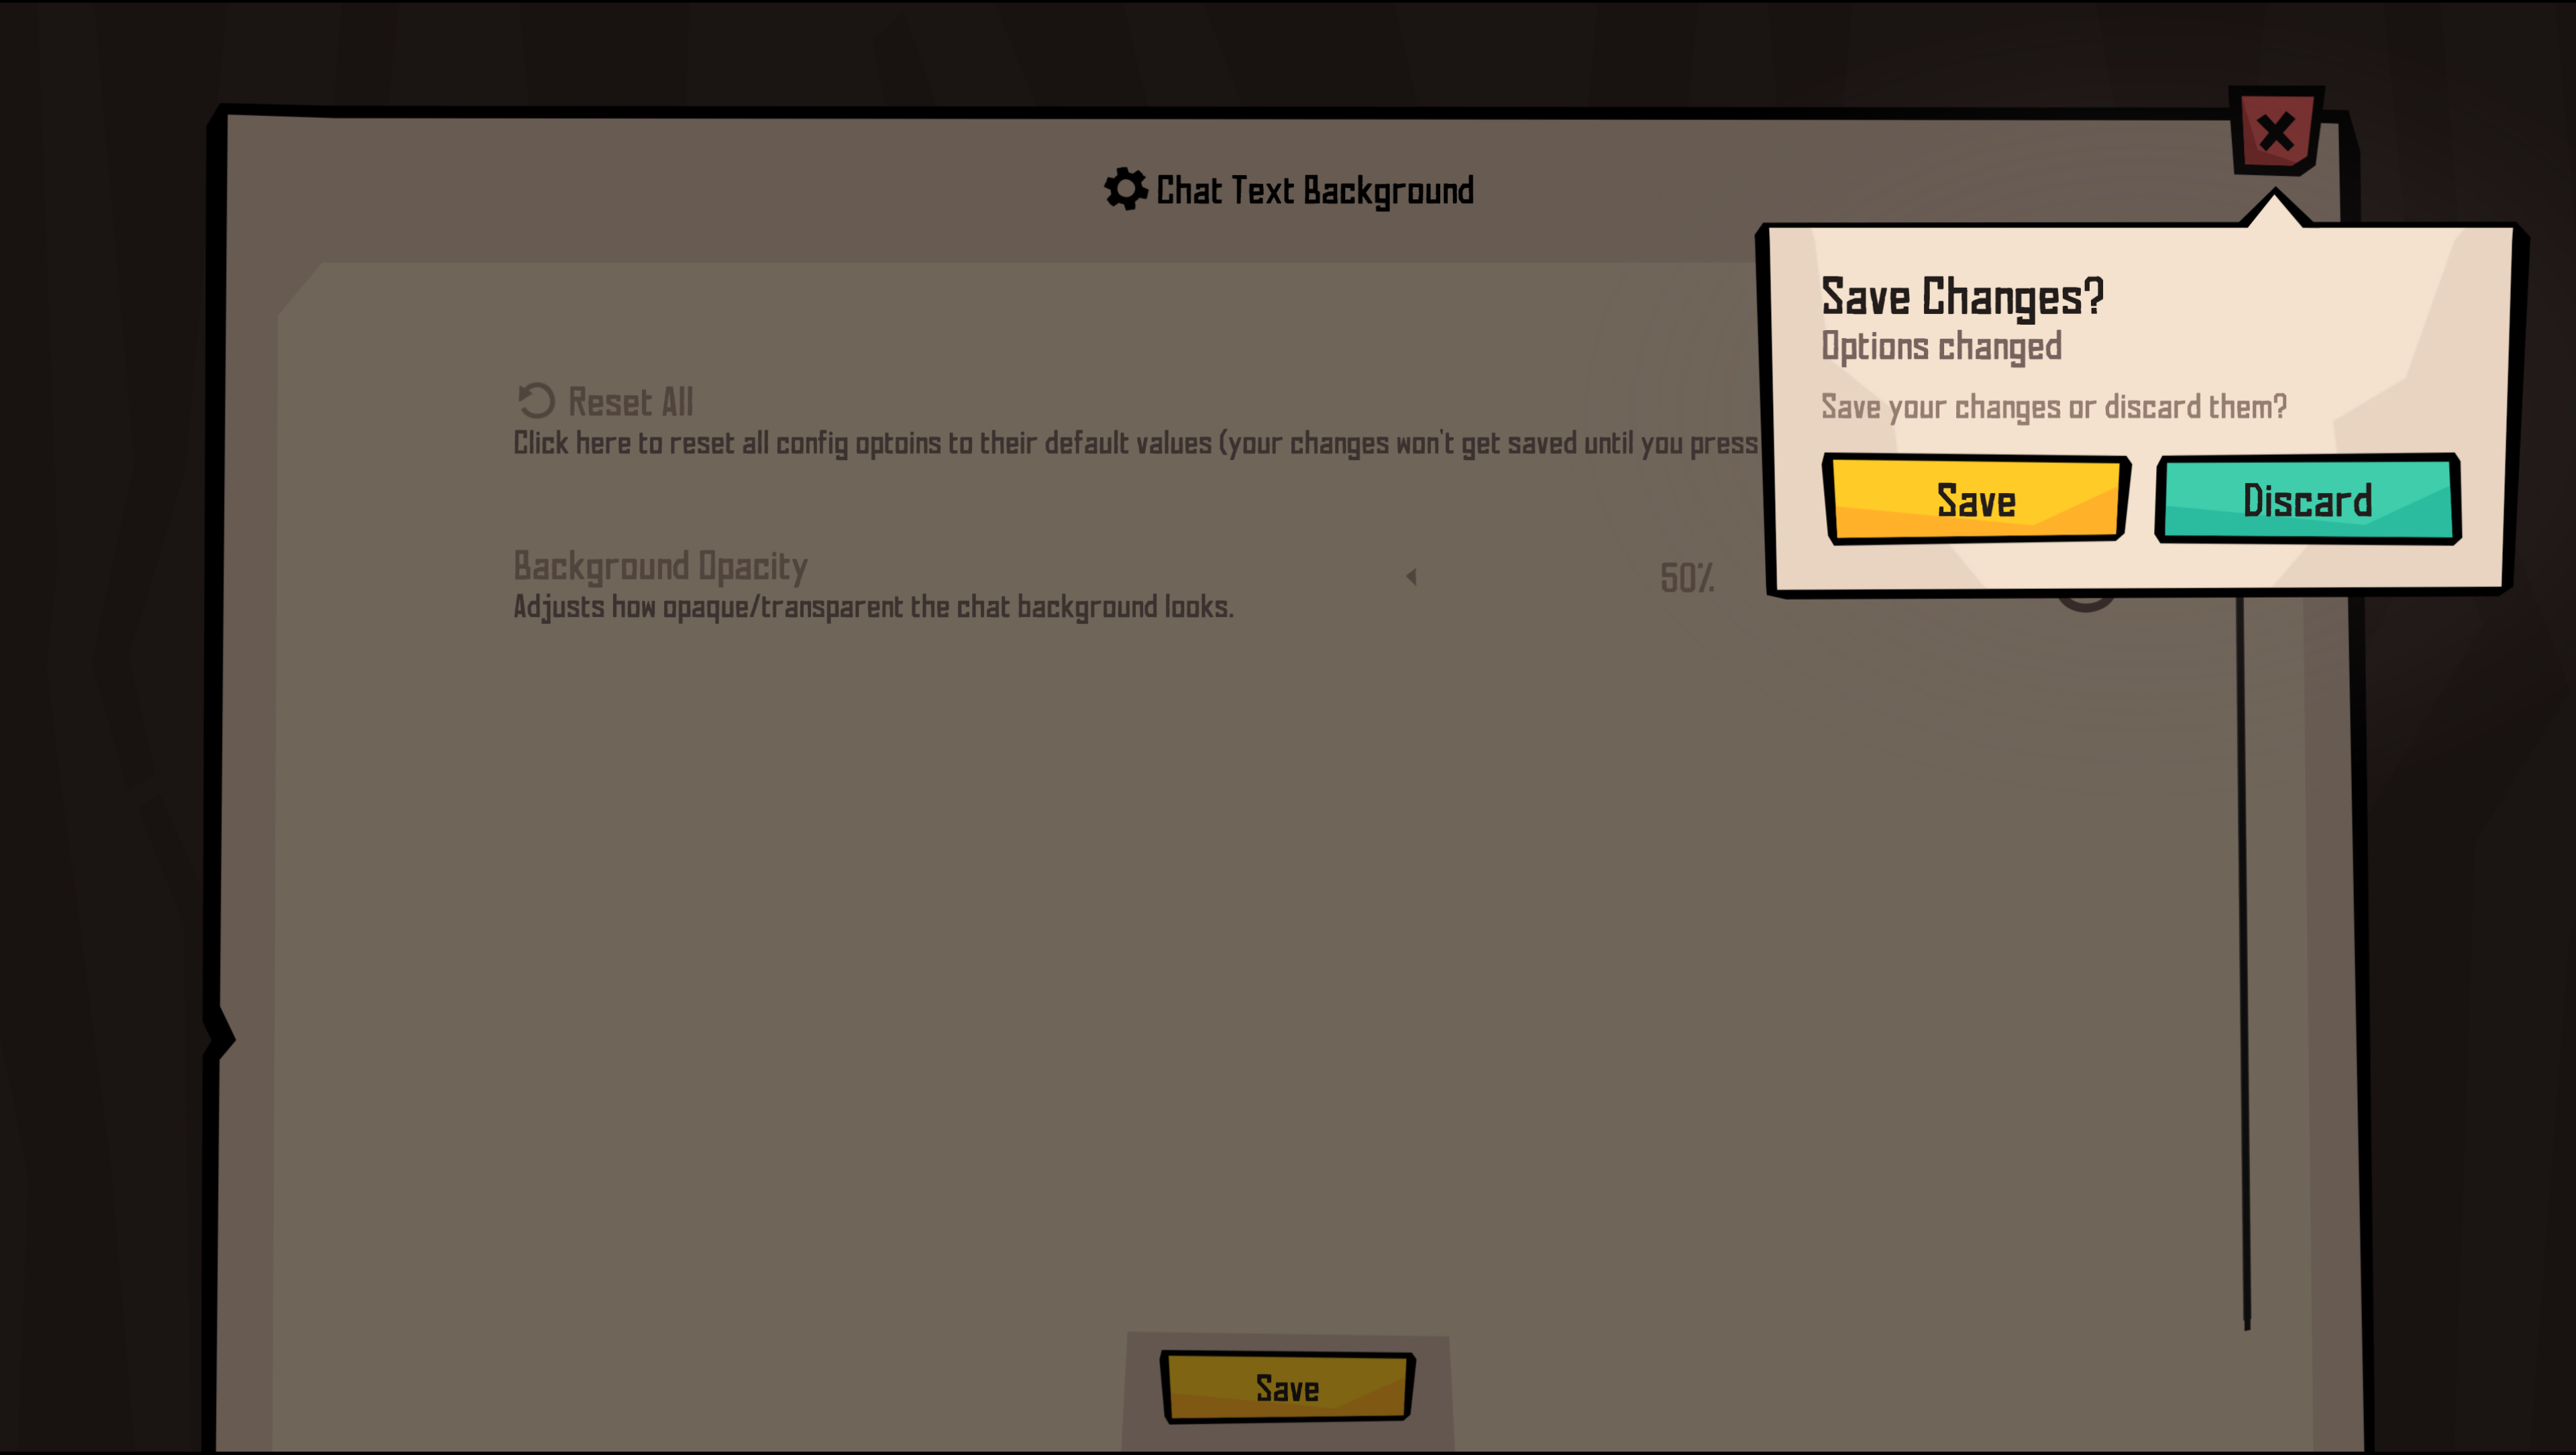 Chat Text Background
Save Changes?
Options changed
Save your changes or discard them?
Save
Discard
Reset All
Click here to reset all config optoins to their default values (your changes won't get saved until you press
Background Opacity
50%
Adjusts how opaque/transparent the chat background looks.
Save